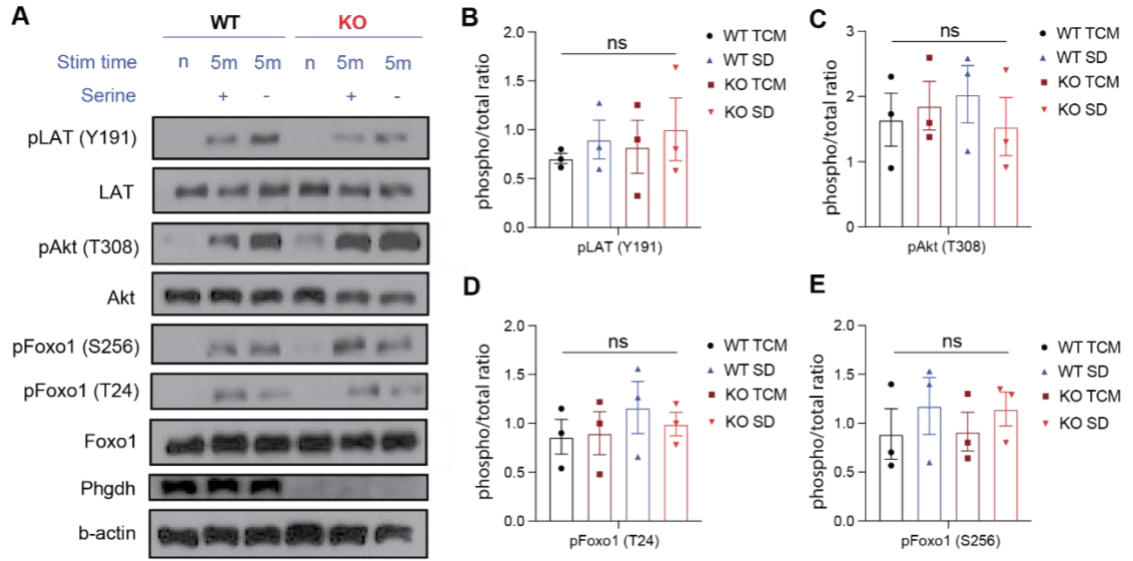 A
WT KO
Stim time n 5m 5m n 5m 5m
Serine + - + -
pLAT (Y191)
LAT
pAkt (T308)
Akt
pFoxo1 (S256)
pFoxo1 (T24)
Foxo1
Phgdh
b-actin
B
phospho/total ratio
2.0
1.5
1.0
0.5
0.0
ns
pLAT (Y191)
WT TCM
WT SD
KO TCM
KO SD
C
phospho/total ratio
3
2
1
0
ns
pAkt (T308)
WT TCM
KO TCM
WT SD
KO SD
D
phospho/total ratio
2.0
1.5
1.0
0.5
0.0
ns
pFoxo1 (T24)
WT TCM
WT SD
KO TCM
KO SD
E
phospho/total ratio
2.0
1.5
1.0
0.5
0.0
ns
pFoxo1 (S256)
WT TCM
WT SD
KO TCM
KO SD